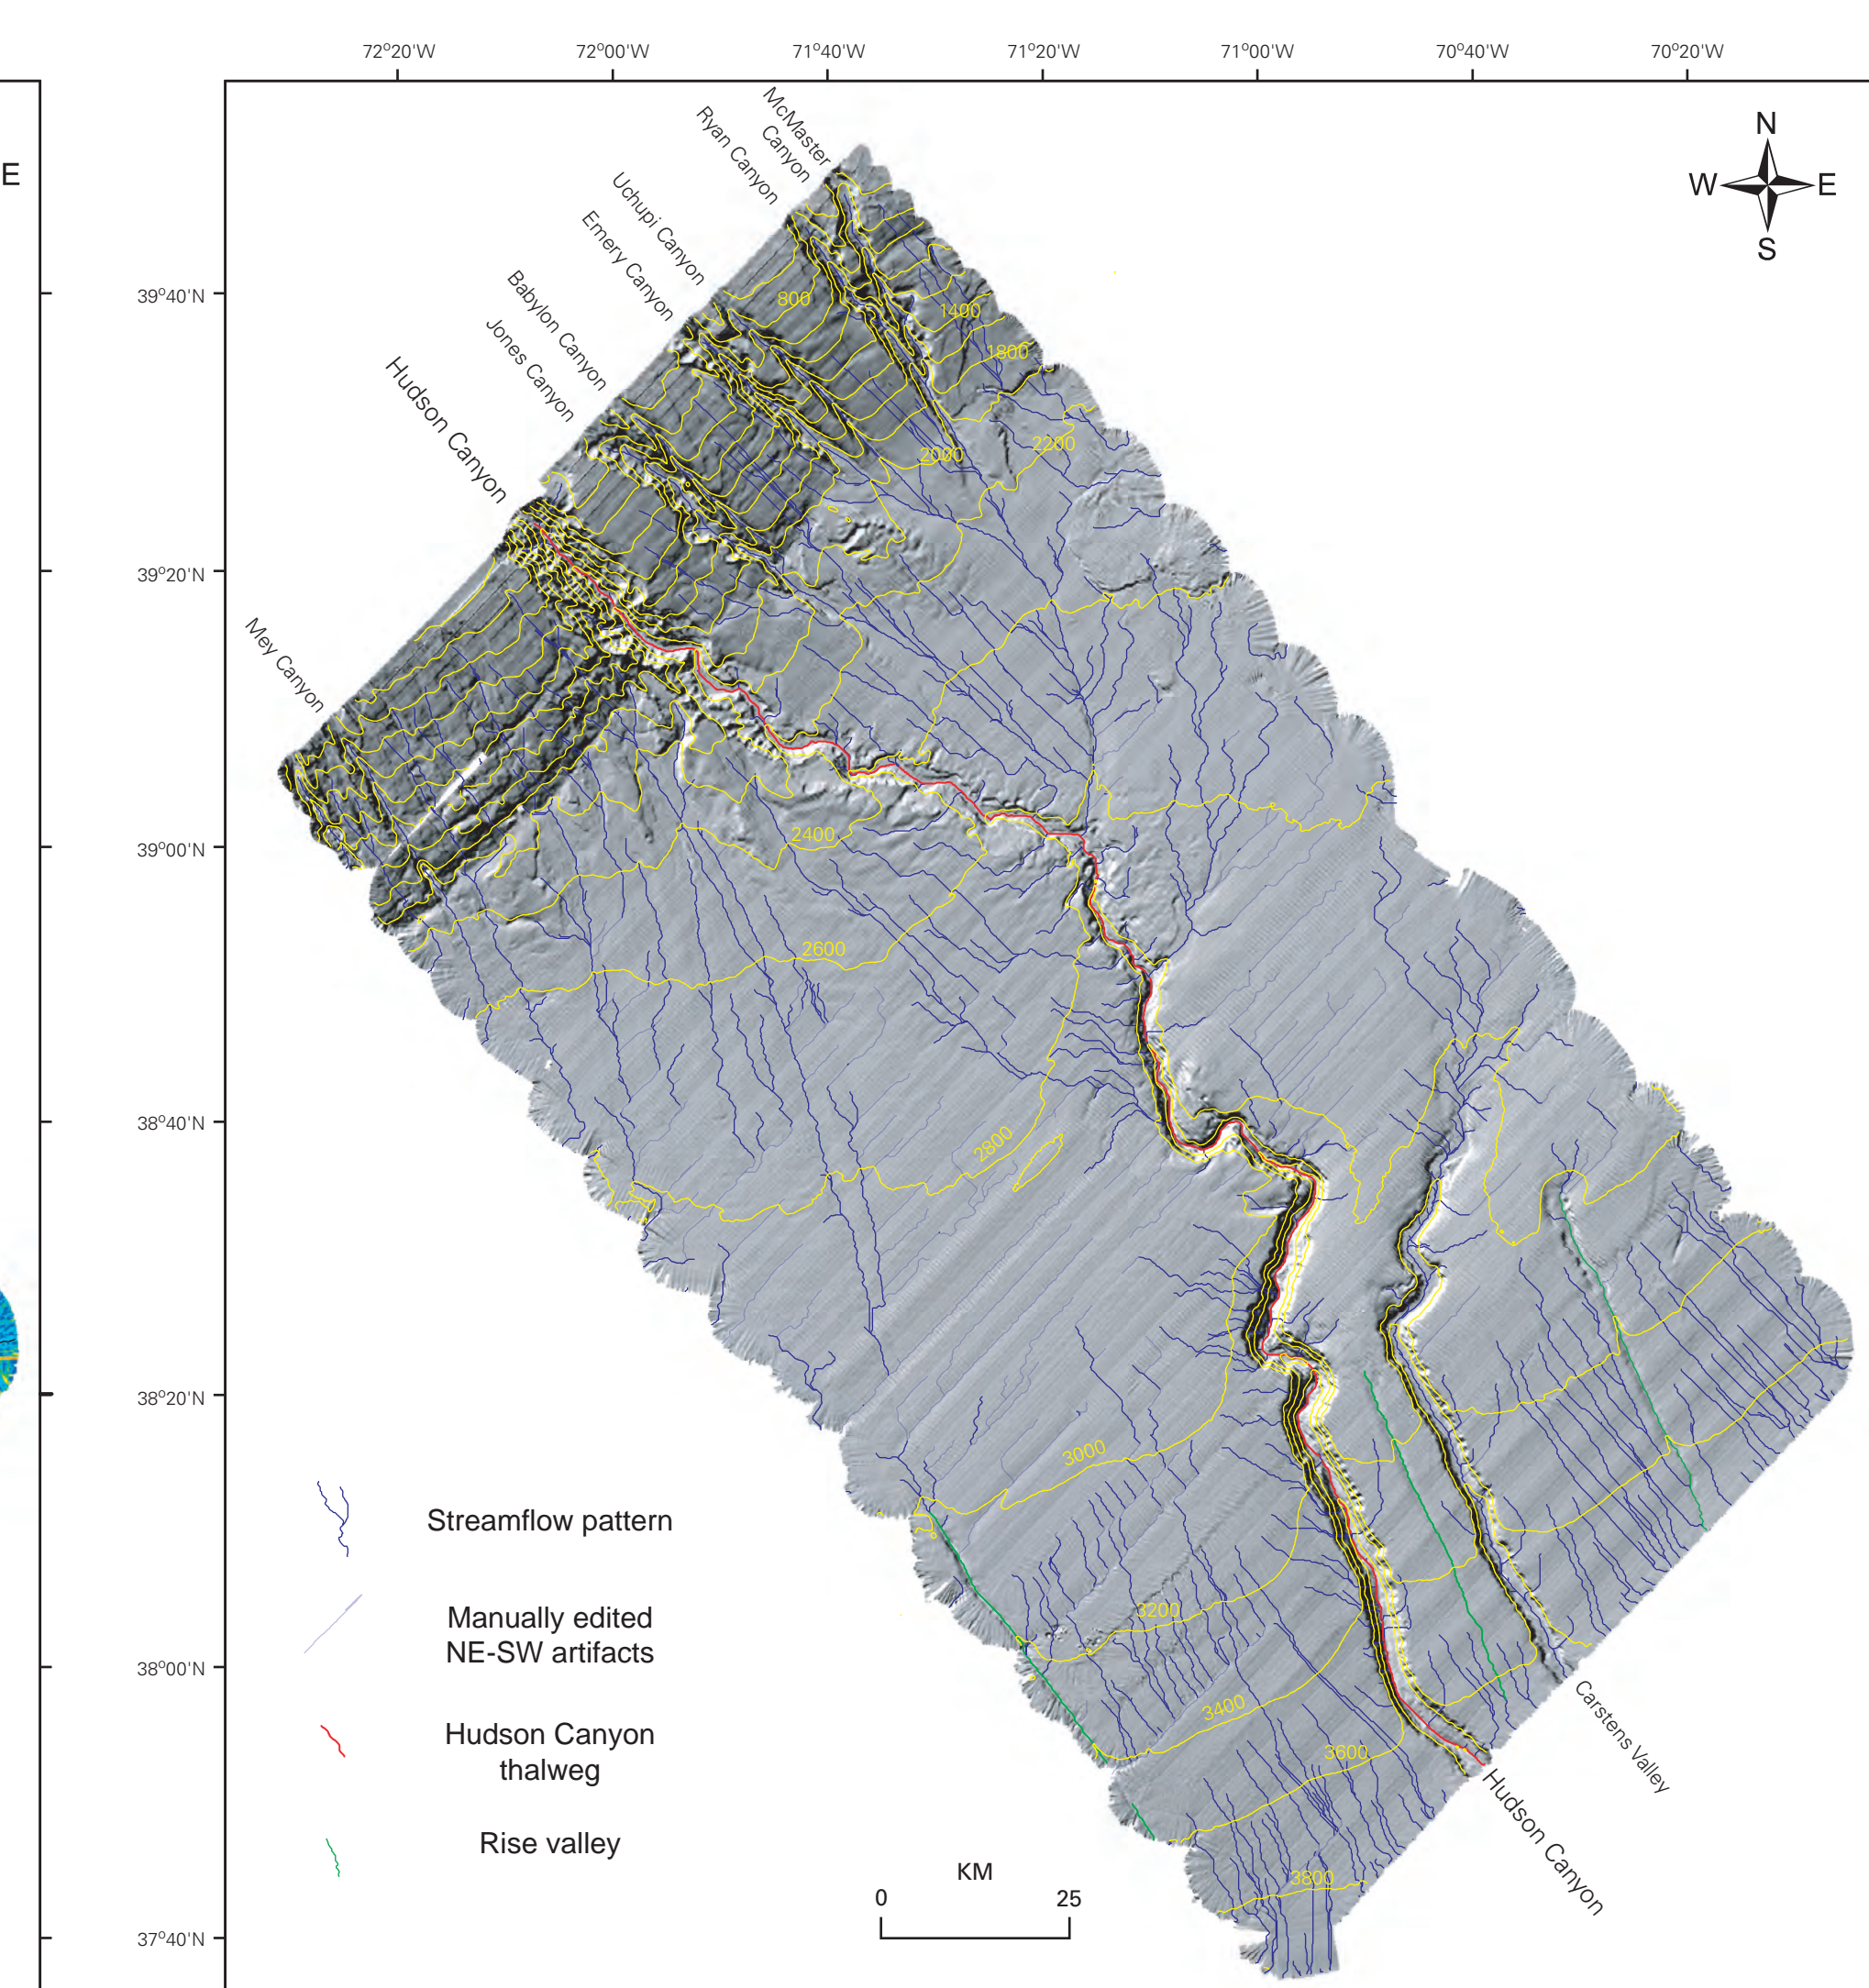 72°20'W 72°00'W 71°40'W 71°20'W 71°00'W 70°40'W 70°20'W
E
N
W E
S
McMaster
Canyon
Ryan Canyon
Uchupi Canyon
Emery Canyon
Babylon Canyon
Jones Canyon
Hudson Canyon
Mey Canyon
39°40'N
39°20'N
39°00'N
38°40'N
38°20'N
38°00'N
37°40'N
800
1400
1800
2200
2000
2400
2600
2800
3000
3200
3400
3600
3800
Streamflow pattern
Manually edited
NE-SW artifacts
Hudson Canyon
thalweg
Rise valley
Carstens Valley
Hudson Canyon
KM
0 25